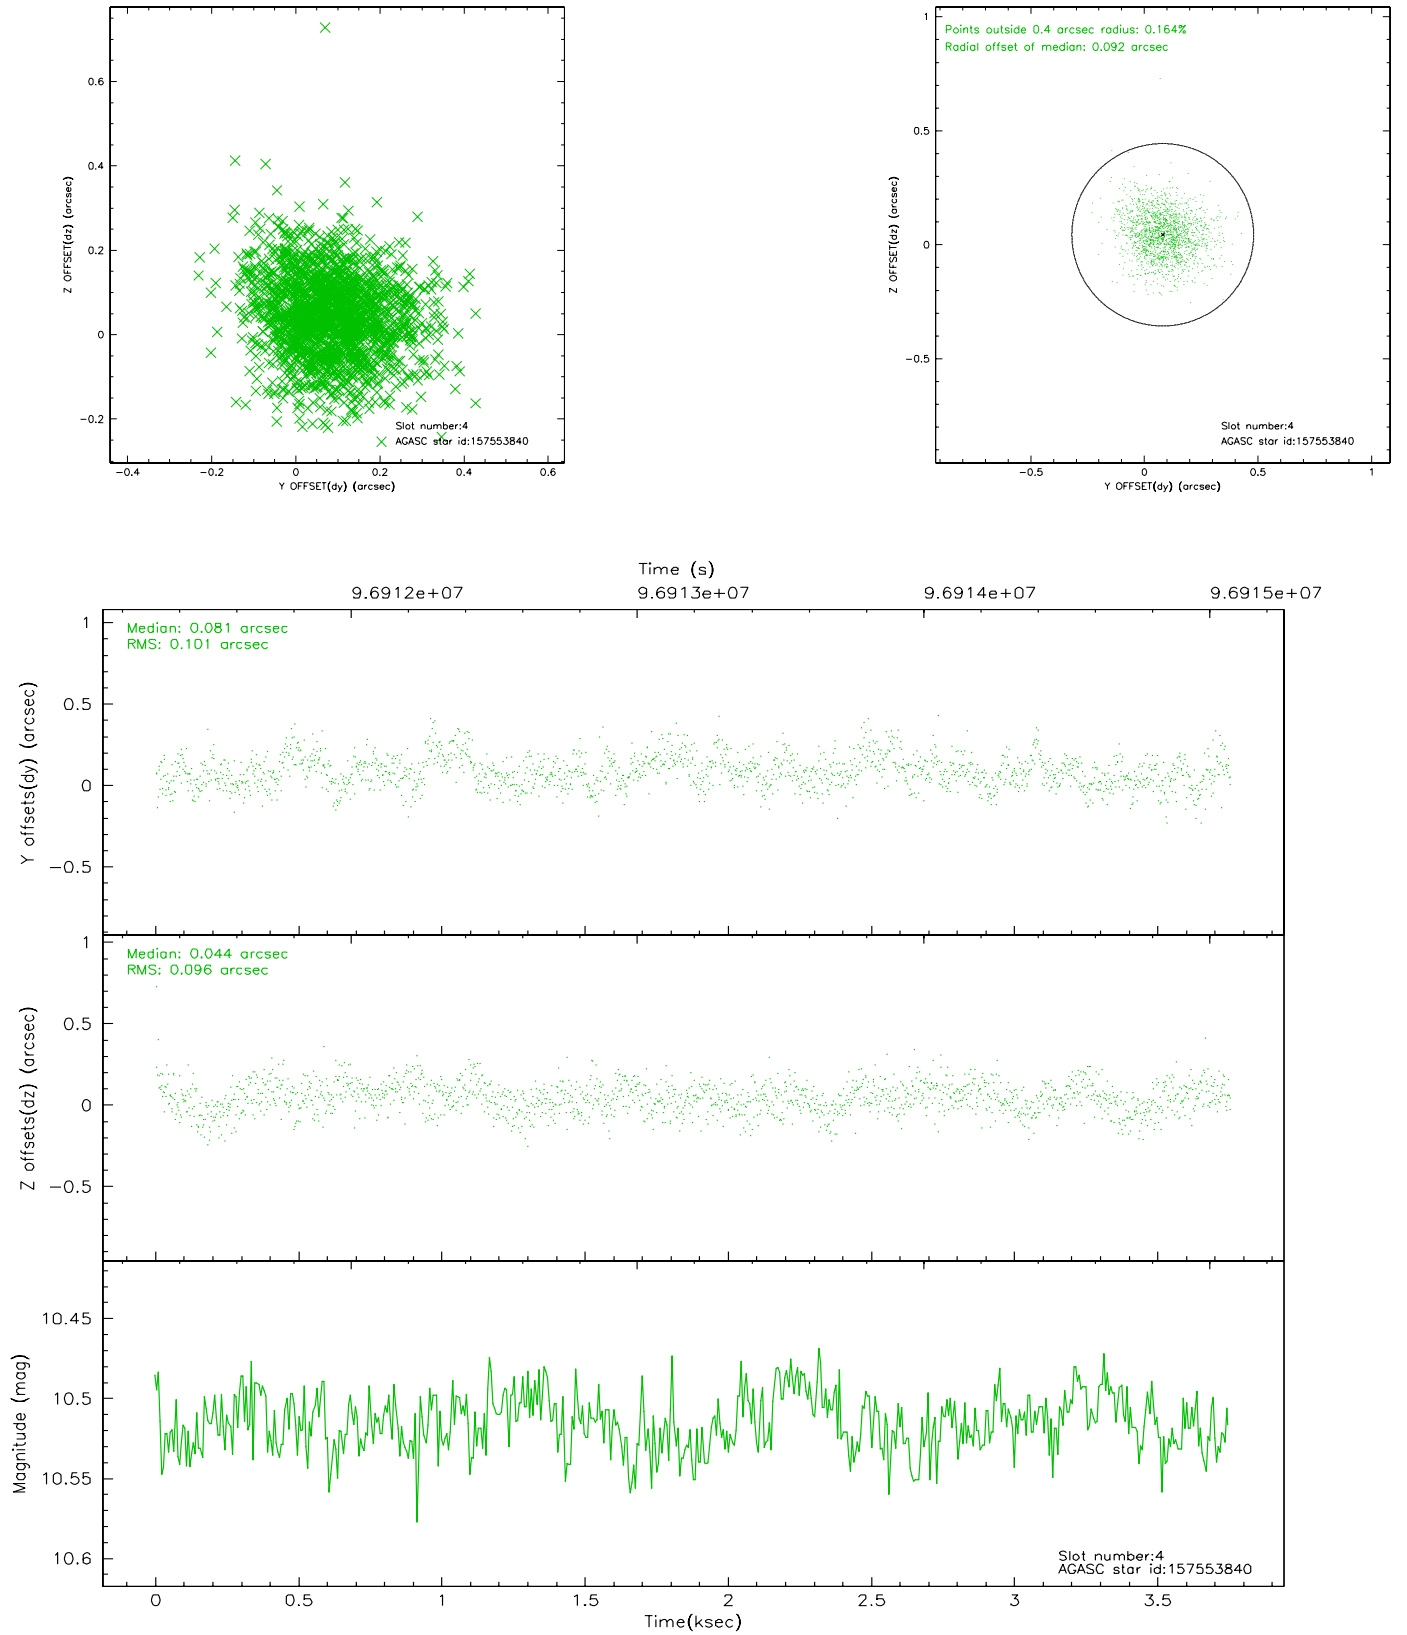 0.6
0.4
0.2
0
−0.2
Z OFFSET(dz) (arcsec)
−0.4 −0.2 0 0.2 0.4 0.6
Y OFFSET(dy) (arcsec)
Slot number:4
AGASC star id:157553840
Points outside 0.4 arcsec radius: 0.164%
Radial offset of median: 0.092 arcsec
1
0.5
0
−0.5
Z OFFSET(dz) (arcsec)
−0.5 0 0.5 1
Y OFFSET(dy) (arcsec)
Slot number:4
AGASC star id:157553840
Time (s)
9.6912e+07 9.6913e+07 9.6914e+07 9.6915e+07
Median: 0.081 arcsec
RMS: 0.101 arcsec
1
0.5
0
−0.5
Y offsets(dy) (arcsec)
Median: 0.044 arcsec
RMS: 0.096 arcsec
1
0.5
0
−0.5
Z offsets(dz) (arcsec)
10.45
10.5
10.55
10.6
Magnitude (mag)
Slot number:4
AGASC star id:157553840
0 0.5 1 1.5 2 2.5 3 3.5
Time(ksec)